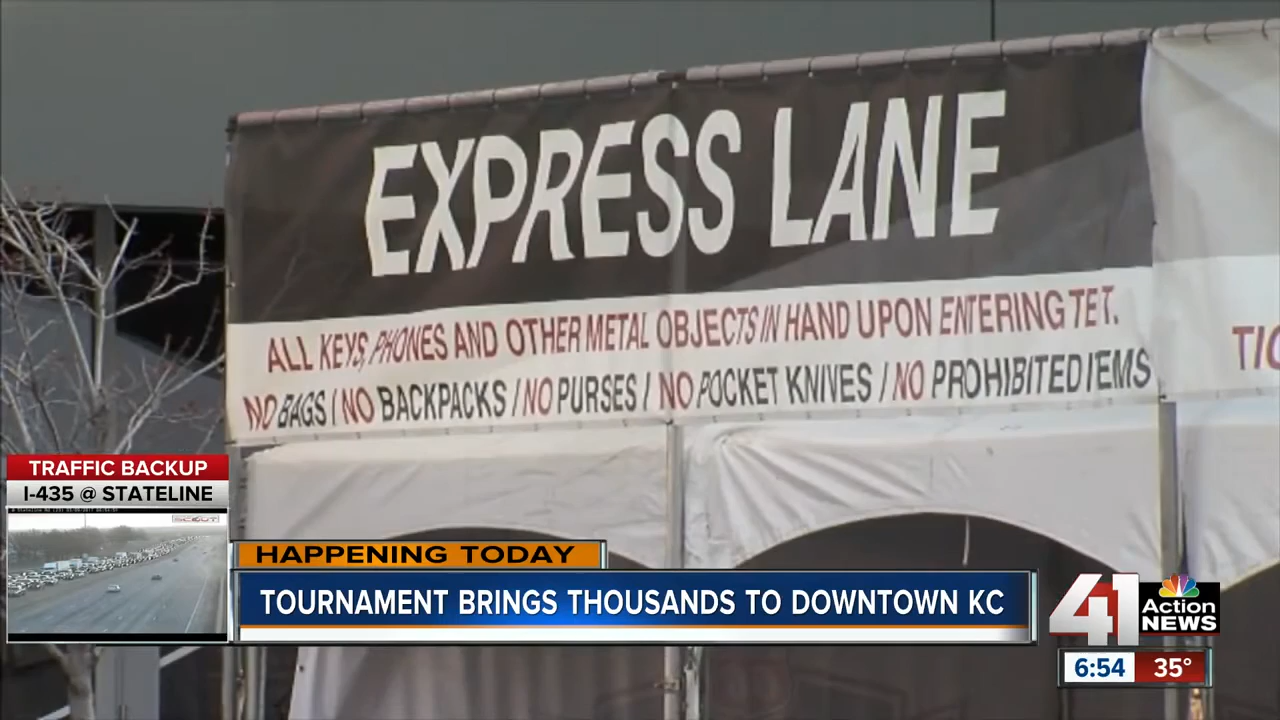 EXPRESS LANE
ALL KEYS, PHONES AND OTHER METAL OBJECTS IN HAND UPON ENTERING TET.
NO BAGS / NO BACKPACKS / NO PURSES / NO POCKET KNIVES / NO PROHIBITED IEMS
TIC
TRAFFIC BACKUP
I-435 @ STATELINE
SCOUT
HAPPENING TODAY
TOURNAMENT BRINGS THOUSANDS TO DOWNTOWN KC
41 Action
NEWS
6:54 35°